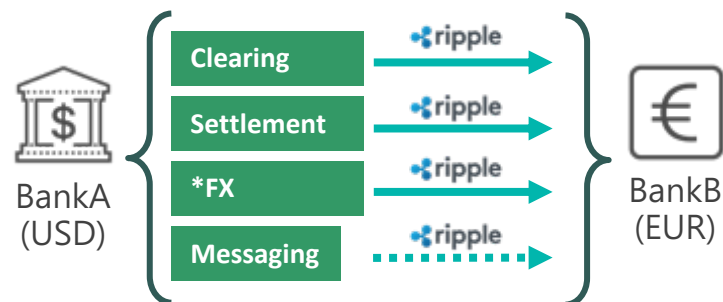 Clearing
ripple
Settlement
ripple
*FX
ripple
Messaging
ripple
$
BankA
(USD)
€
BankB
(EUR)